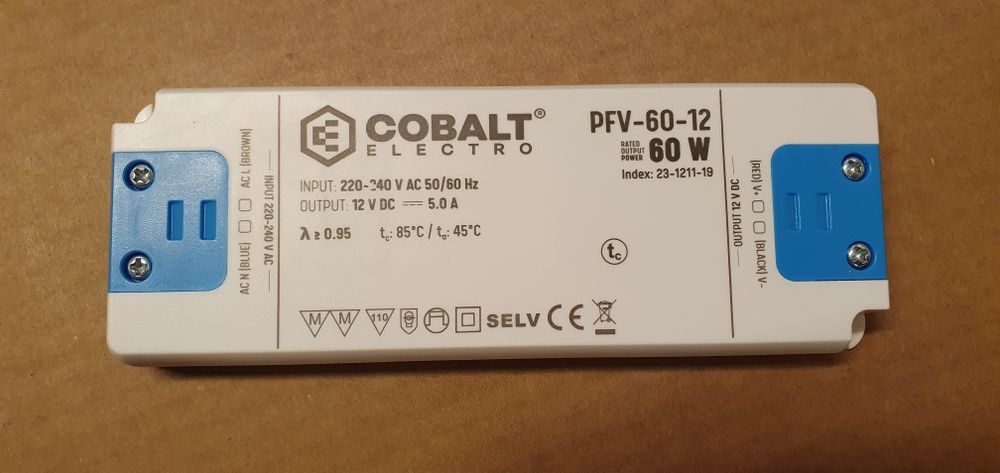 COBALT®
ELECTRO
PFV-60-12
RATED
OUTPUT
POWER
60 W
Index: 23-1211-19
INPUT: 220-240 V AC 50/60 Hz
OUTPUT: 12 V DC ⎓ 5.0 A
λ ≥ 0.95 tc: 85°C / ta: 45°C
tc
M M 110 SELV CE
AC N (BLUE) AC L (BROWN)
INPUT 220-240 V AC
OUTPUT 12 V DC
(RED) V+
(BLACK) V-